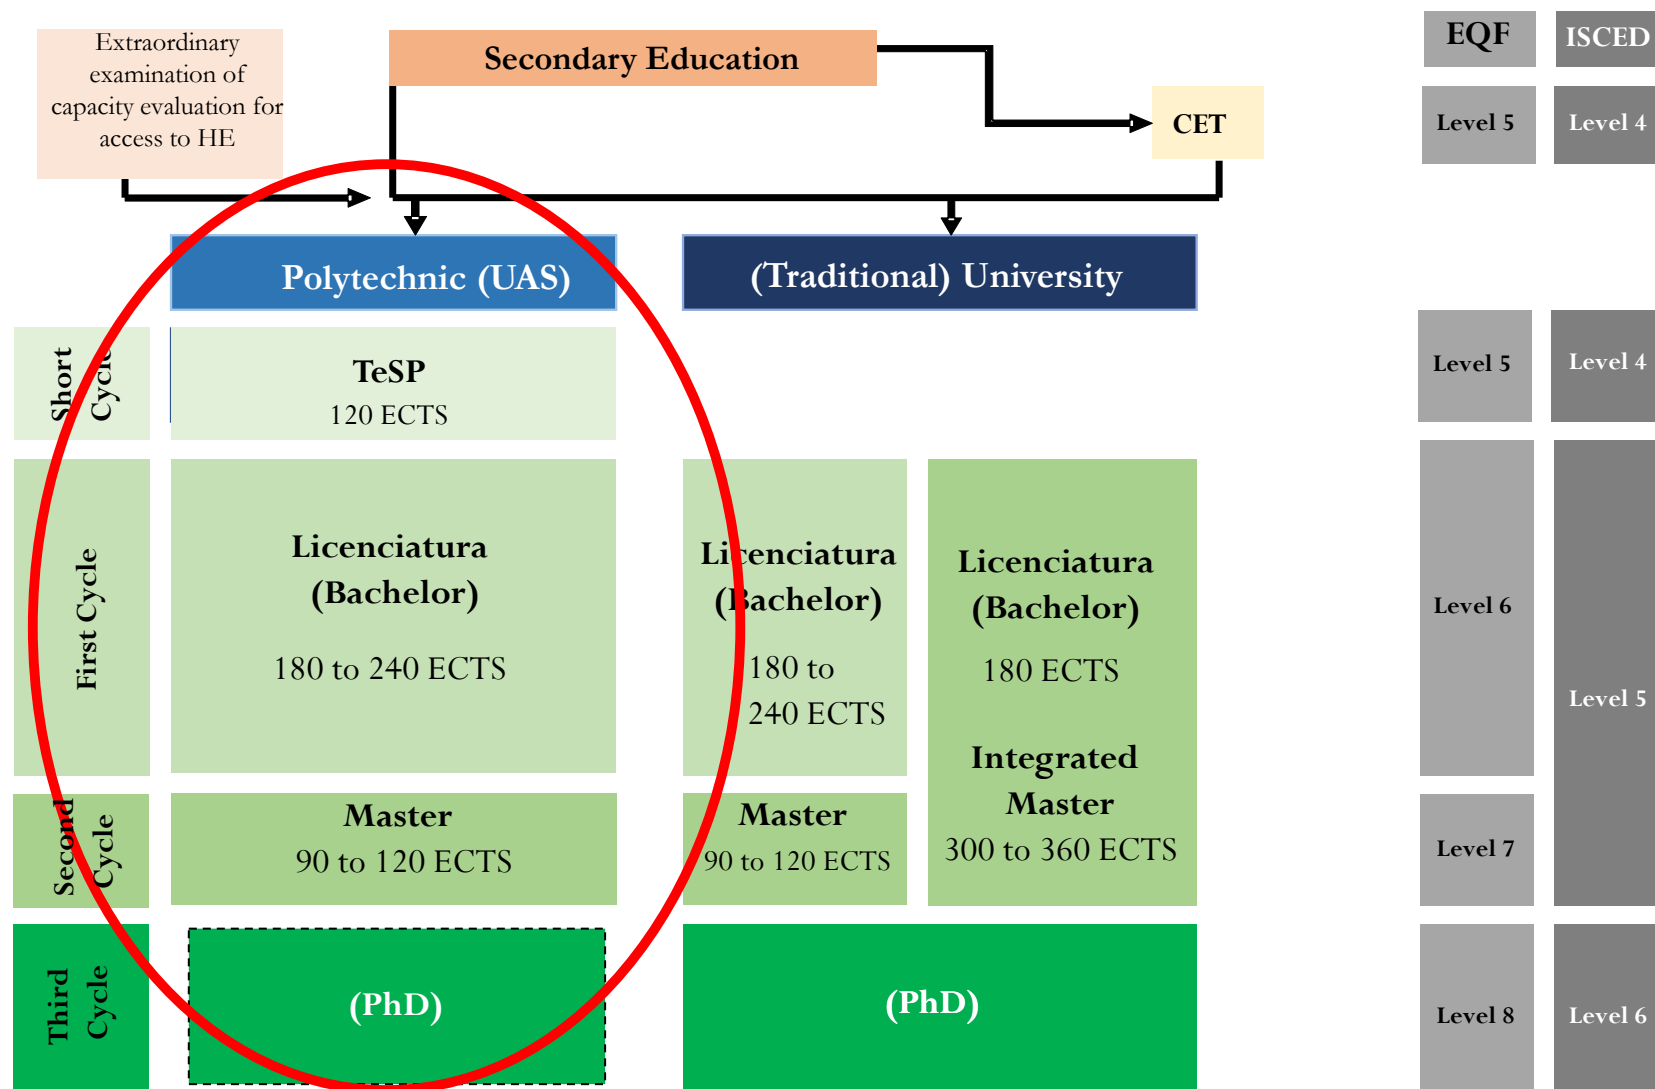 Extraordinary
examination of
capacity evaluation for
access to HE
Secondary Education
CET
EQF
ISCED
Level 5
Level 4
Polytechnic (UAS)
(Traditional) University
Short
Cycle
TeSP
120 ECTS
Level 5
Level 4
First Cycle
Licenciatura
(Bachelor)
180 to 240 ECTS
Licenciatura
(Bachelor)
180 to
240 ECTS
Licenciatura
(Bachelor)
180 ECTS
Integrated
Master
300 to 360 ECTS
Level 6
Level 5
Second
Cycle
Master
90 to 120 ECTS
Master
90 to 120 ECTS
Level 7
Third
Cycle
(PhD)
(PhD)
Level 8
Level 6